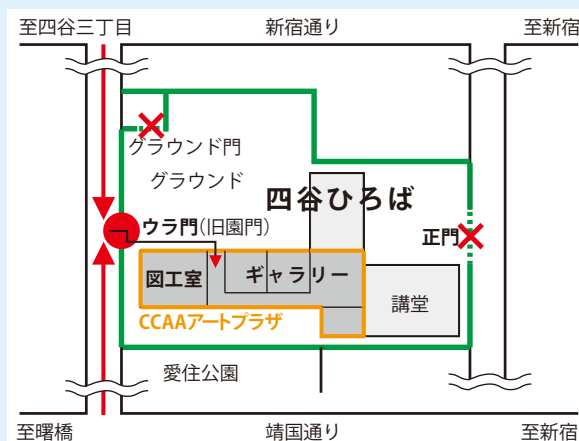 至四谷三丁目
新宿通り
至新宿
グラウンド門
グラウンド
四谷ひろば
ウラ門(旧園門)
正門
図工室
ギャラリー
講堂
CCAAアートプラザ
愛住公園
至曙橋
靖国通り
至新宿